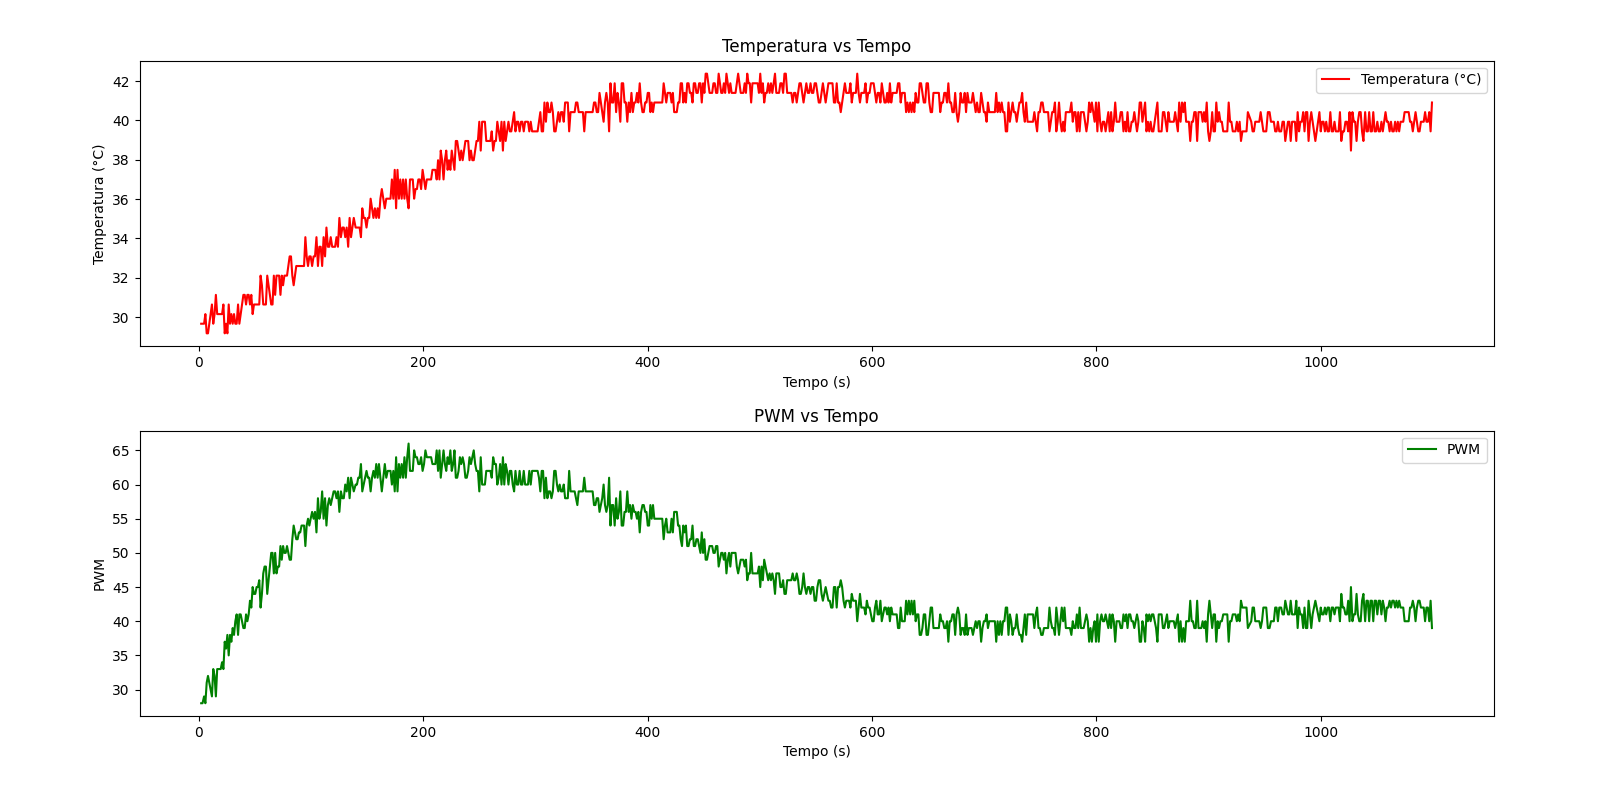 Temperatura vs Tempo
Temperatura (°C)
42
40
38
36
34
32
30
Temperatura (°C)
0 200 400 600 800 1000
Tempo (s)
PWM vs Tempo
PWM
65
60
55
50
45
40
35
30
PWM
0 200 400 600 800 1000
Tempo (s)